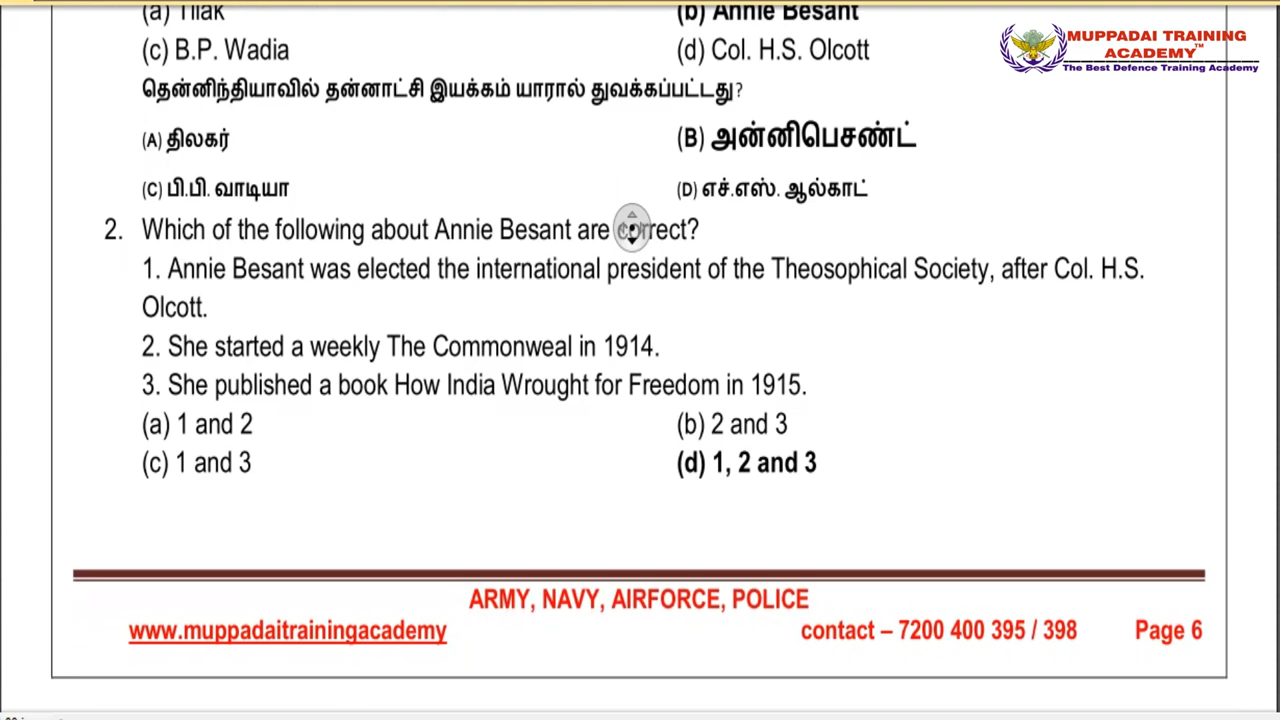 (a) Tilak
(b) Annie Besant
MUPPADAI TRAINING
ACADEMY™
The Best Defence Training Academy
(c) B.P. Wadia
(d) Col. H.S. Olcott
தென்னிந்தியாவில் தன்னாட்சி இயக்கம் யாரால் துவக்கப்பட்டது?
(A) திலகர்
(B) அன்னிபெசண்ட்
(C) பி.பி. வாடியா
(D) எச்.எஸ். ஆல்காட்
2. Which of the following about Annie Besant are correct?
1. Annie Besant was elected the international president of the Theosophical Society, after Col. H.S.
Olcott.
2. She started a weekly The Commonweal in 1914.
3. She published a book How India Wrought for Freedom in 1915.
(a) 1 and 2
(b) 2 and 3
(c) 1 and 3
(d) 1, 2 and 3
ARMY, NAVY, AIRFORCE, POLICE
www.muppadaitrainingacademy
contact – 7200 400 395 / 398
Page 6